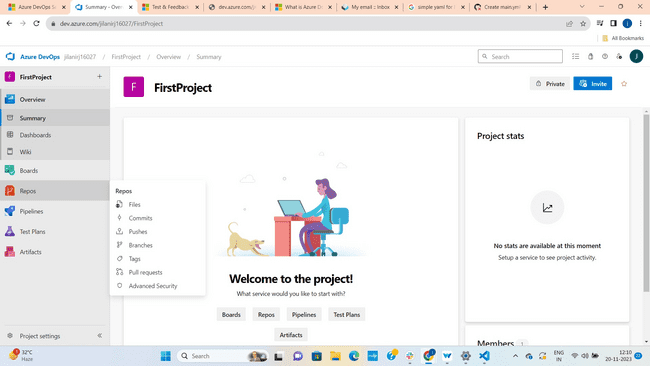 Azure DevOps Se
Summary - Overv
Test & Feedback
dev.azure.com/ji
What is Azure D
My email :: Inbox
simple yaml for
Create main.yml
dev.azure.com/jilanirj16027/FirstProject
All Bookmarks
Azure DevOps jilanirj16027 / FirstProject / Overview / Summary
Search
J
F FirstProject +
F FirstProject
Private
Invite
Overview
Summary
Dashboards
Wiki
Boards
Repos
Pipelines
Test Plans
Artifacts
Repos
Files
Commits
Pushes
Branches
Tags
Pull requests
Advanced Security
Welcome to the project!
What service would you like to start with?
Boards Repos Pipelines Test Plans
Artifacts
Project stats
No stats are available at this moment
Setup a service to see project activity.
Members 1
Project settings
32°C
Haze
Search
ENG
IN
12:10
20-11-2023